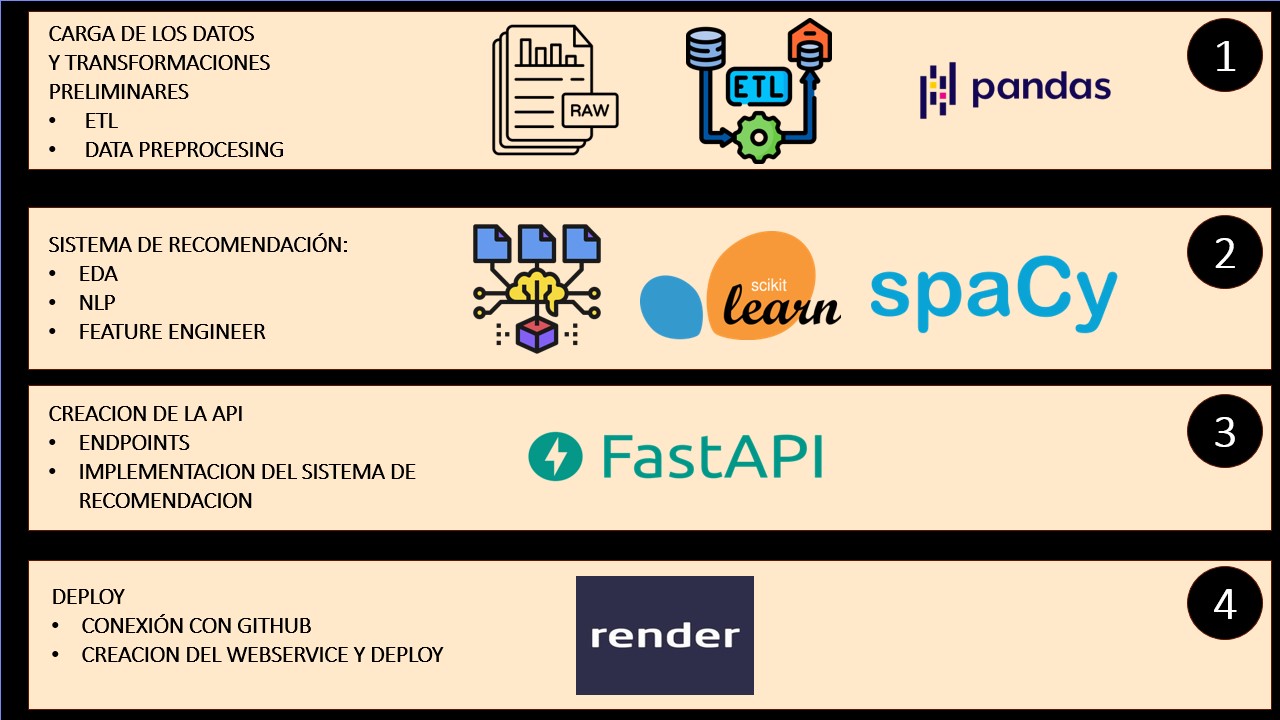 CARGA DE LOS DATOS
Y TRANSFORMACIONES
PRELIMINARES
• ETL
• DATA PREPROCESING
RAW
ETL
pandas
1
SISTEMA DE RECOMENDACIÓN:
• EDA
• NLP
• FEATURE ENGINEER
scikit
learn
spaCy
2
CREACION DE LA API
• ENDPOINTS
• IMPLEMENTACION DEL SISTEMA DE
RECOMENDACION
FastAPI
3
DEPLOY
• CONEXIÓN CON GITHUB
• CREACION DEL WEBSERVICE Y DEPLOY
render
4